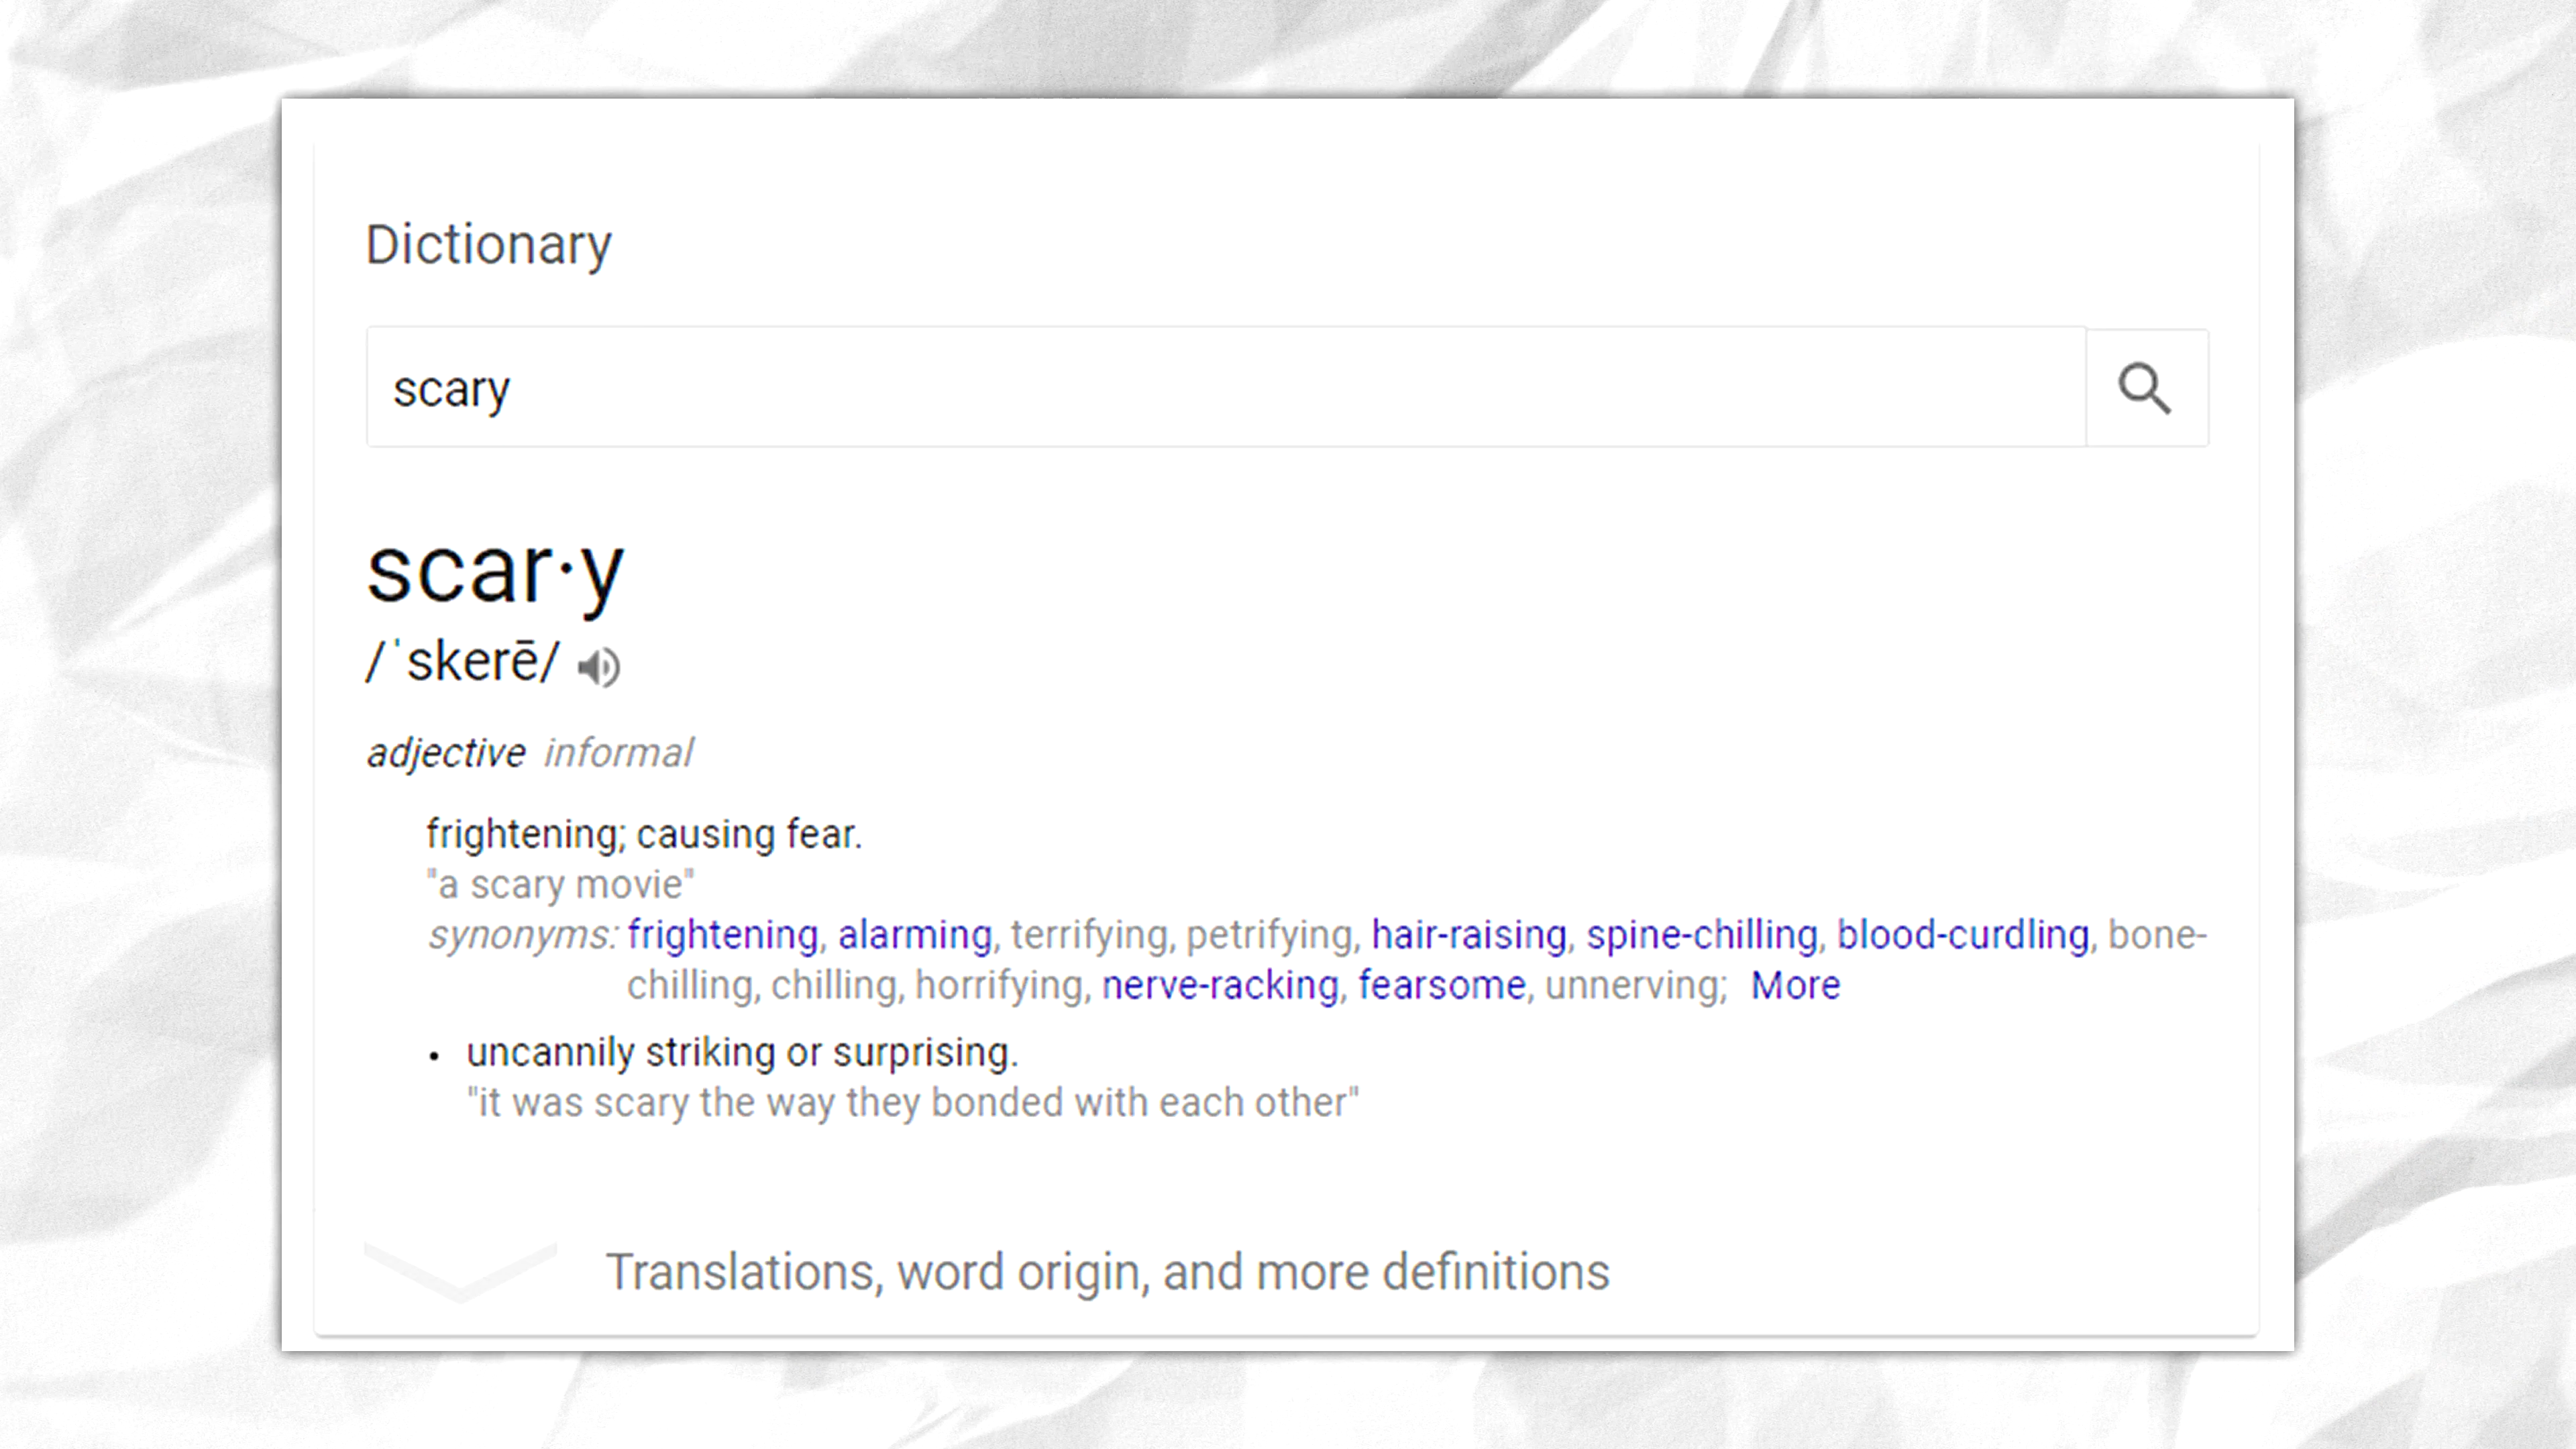 Dictionary
scary
scar·y
/ˈskerē/
adjective informal
frightening; causing fear.
"a scary movie"
synonyms: frightening, alarming, terrifying, petrifying, hair-raising, spine-chilling, blood-curdling, bone-
chilling, chilling, horrifying, nerve-racking, fearsome, unnerving; More
• uncannily striking or surprising.
"it was scary the way they bonded with each other"
Translations, word origin, and more definitions